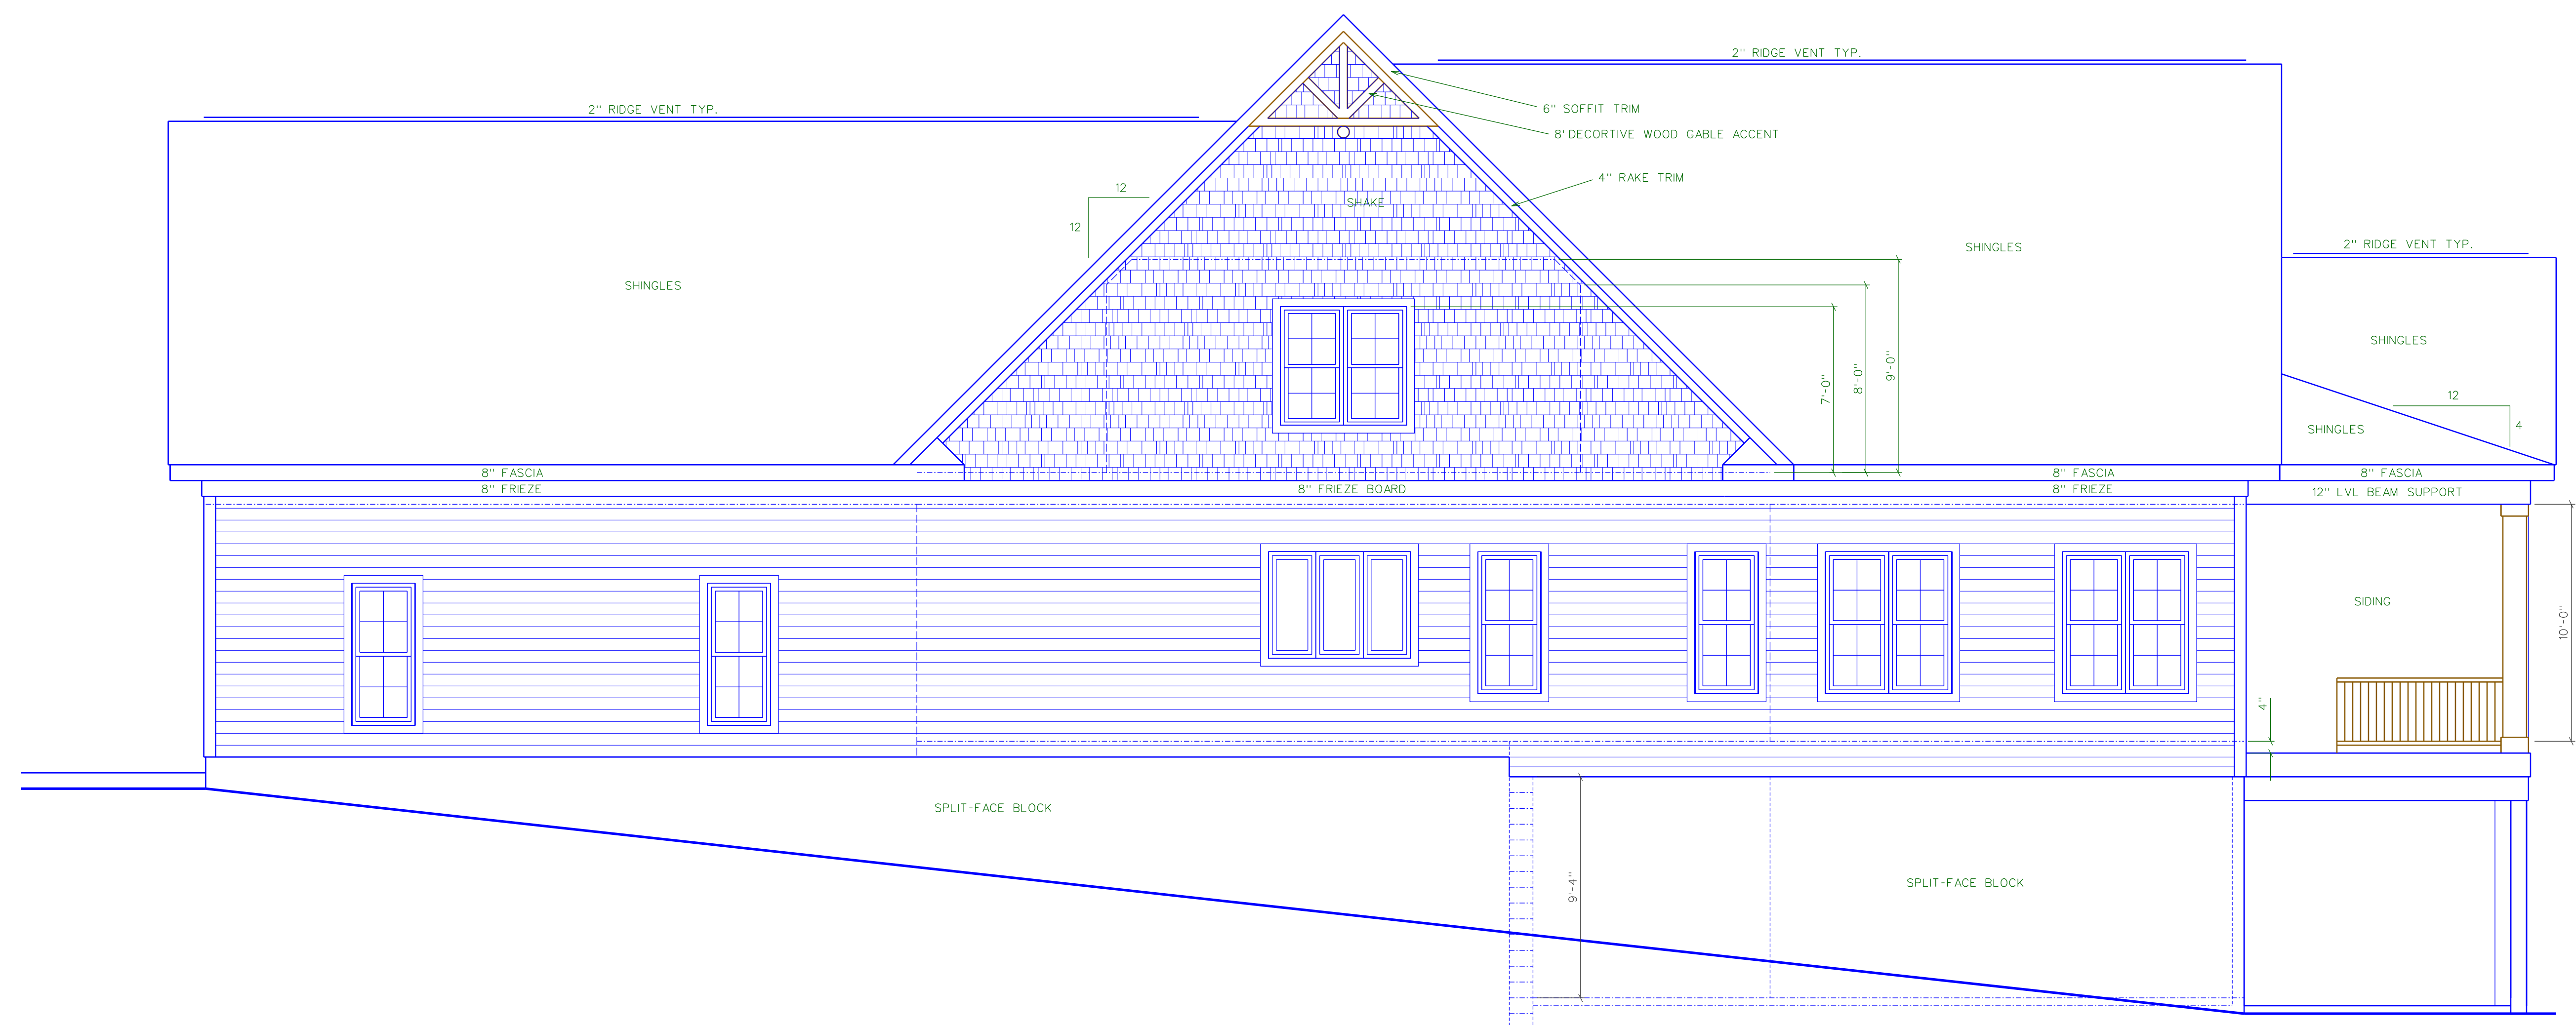 2" RIDGE VENT TYP.
2" RIDGE VENT TYP.
6" SOFFIT TRIM
8' DECORTIVE WOOD GABLE ACCENT
4" RAKE TRIM
12
12
SHAKE
SHINGLES
2" RIDGE VENT TYP.
SHINGLES
SHINGLES
7'-0"
8'-0"
9'-0"
12
4
SHINGLES
8" FASCIA
8" FASCIA
8" FASCIA
8" FRIEZE
8" FRIEZE BOARD
8" FRIEZE
12" LVL BEAM SUPPORT
SIDING
10'-0"
4"
SPLIT-FACE BLOCK
9'-4"
SPLIT-FACE BLOCK